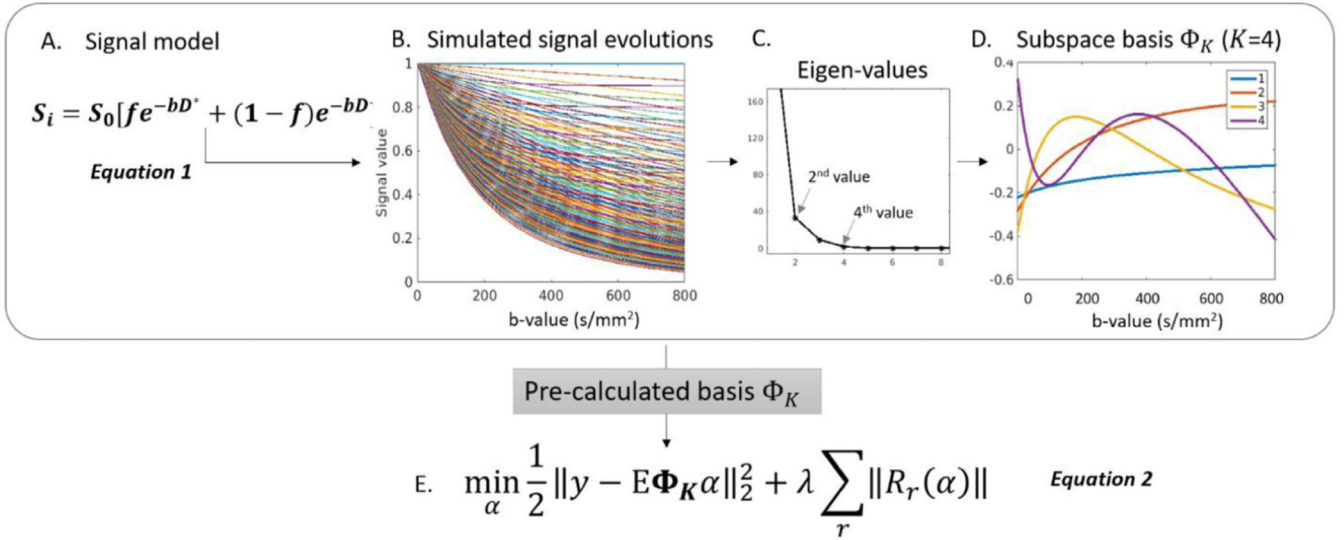 A. Signal model
S_i = S_0[fe^{-bD*} + (1 − f)e^{-bD·}
Equation 1
B. Simulated signal evolutions
1
0.8
0.6
0.4
0.2
0
Signal value
0 200 400 600 800
b-value (s/mm²)
C.
Eigen-values
160
120
80
40
0
2nd value
4th value
2 4 6 8
D. Subspace basis Φ_K (K=4)
0.4
0.2
0
-0.2
-0.4
-0.6
1
2
3
4
0 200 400 600 800
b-value (s/mm²)
Pre-calculated basis Φ_K
E. min_α 1/2 ‖y − EΦ_Kα‖₂² + λ ∑_r ‖R_r(α)‖
Equation 2